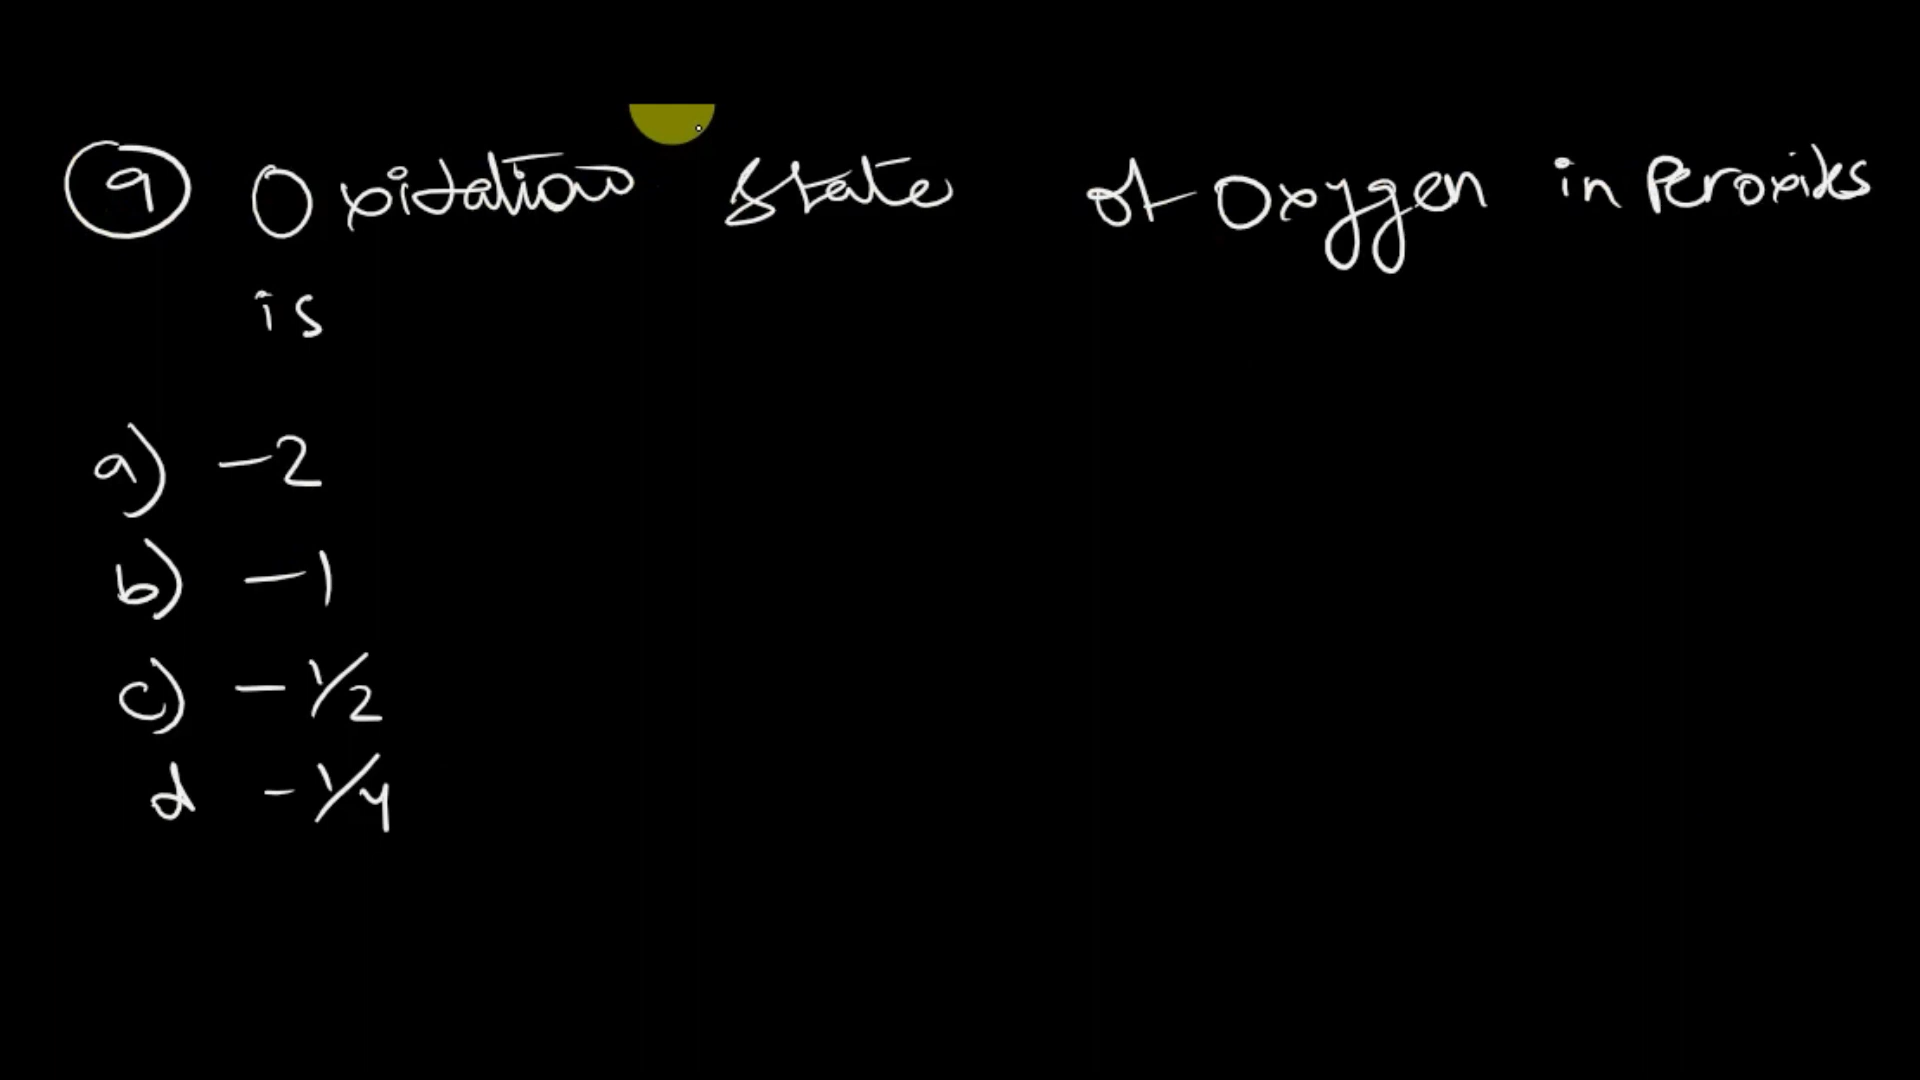 9 Oxidation State of Oxygen in Peroxides
is
a) -2
b) -1
c) - 1/2
d - 1/4